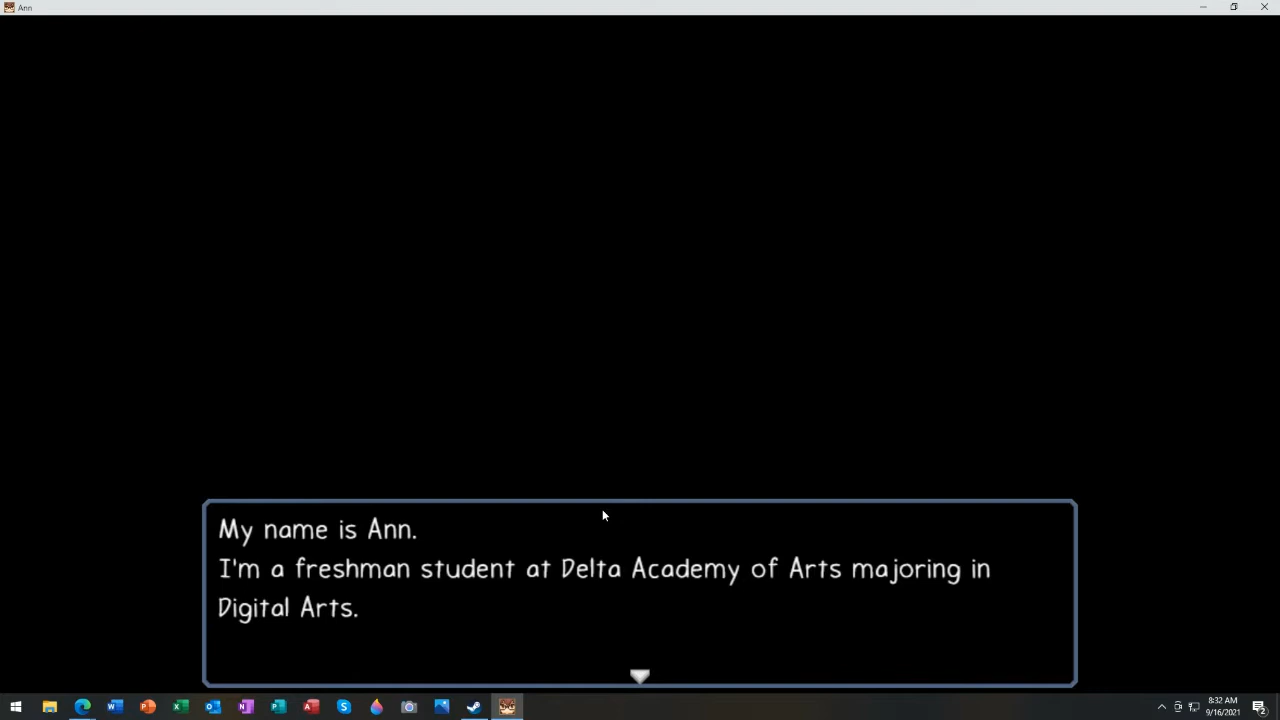 Ann
My name is Ann.
I'm a freshman student at Delta Academy of Arts majoring in
Digital Arts.
8:32 AM
9/16/2021
2